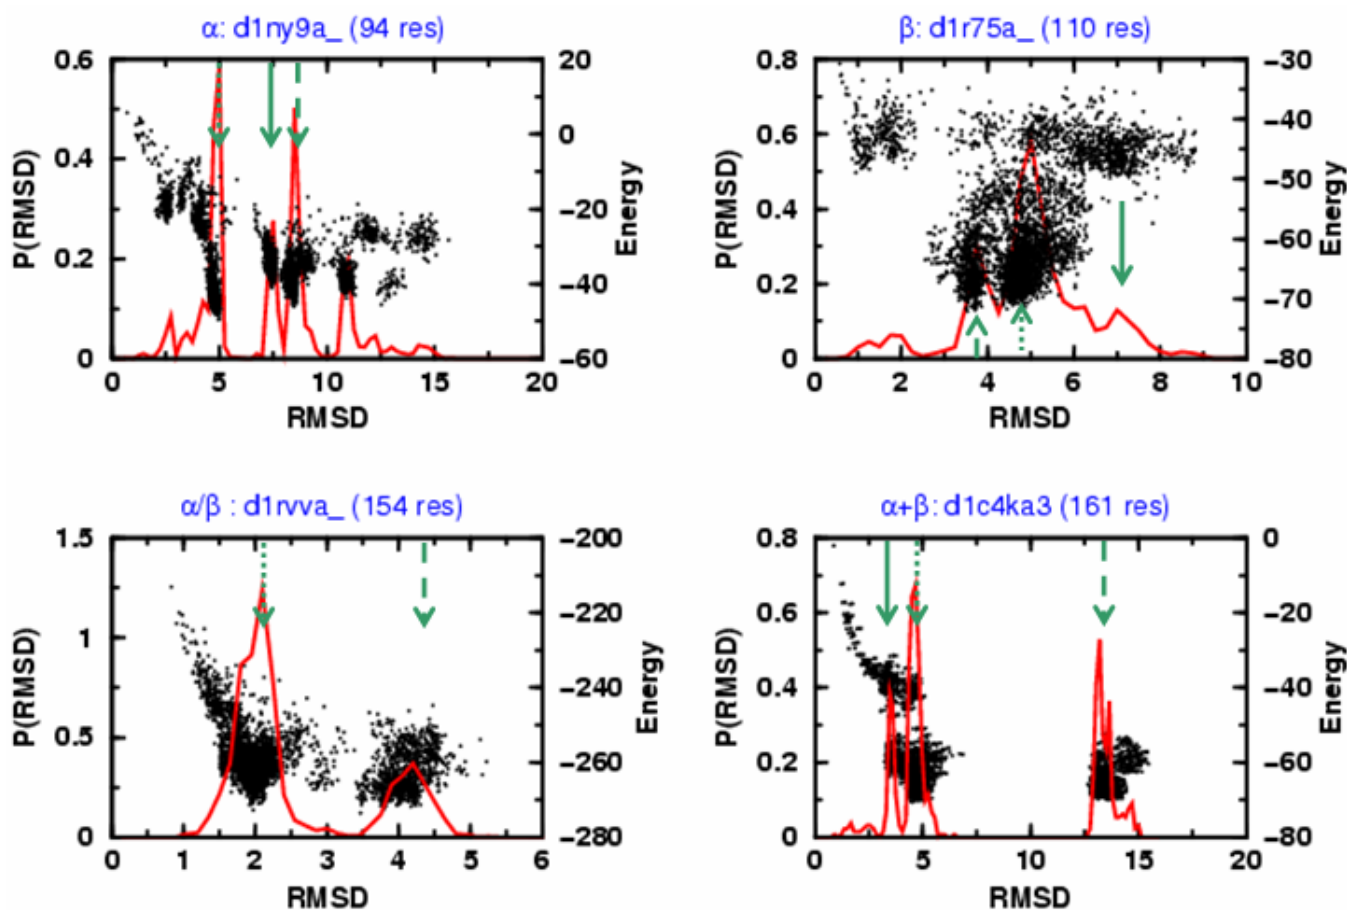 α: d1ny9a_ (94 res)
0.6
0.4
0.2
0
P(RMSD)
20
0
−20
−40
−60
Energy
0 5 10 15 20
RMSD
β: d1r75a_ (110 res)
0.8
0.6
0.4
0.2
0
P(RMSD)
−30
−40
−50
−60
−70
−80
Energy
0 2 4 6 8 10
RMSD
α/β : d1rvva_ (154 res)
1.5
1
0.5
0
P(RMSD)
−200
−220
−240
−260
−280
Energy
0 1 2 3 4 5 6
RMSD
α+β: d1c4ka3 (161 res)
0.8
0.6
0.4
0.2
0
P(RMSD)
0
−20
−40
−60
−80
Energy
0 5 10 15 20
RMSD